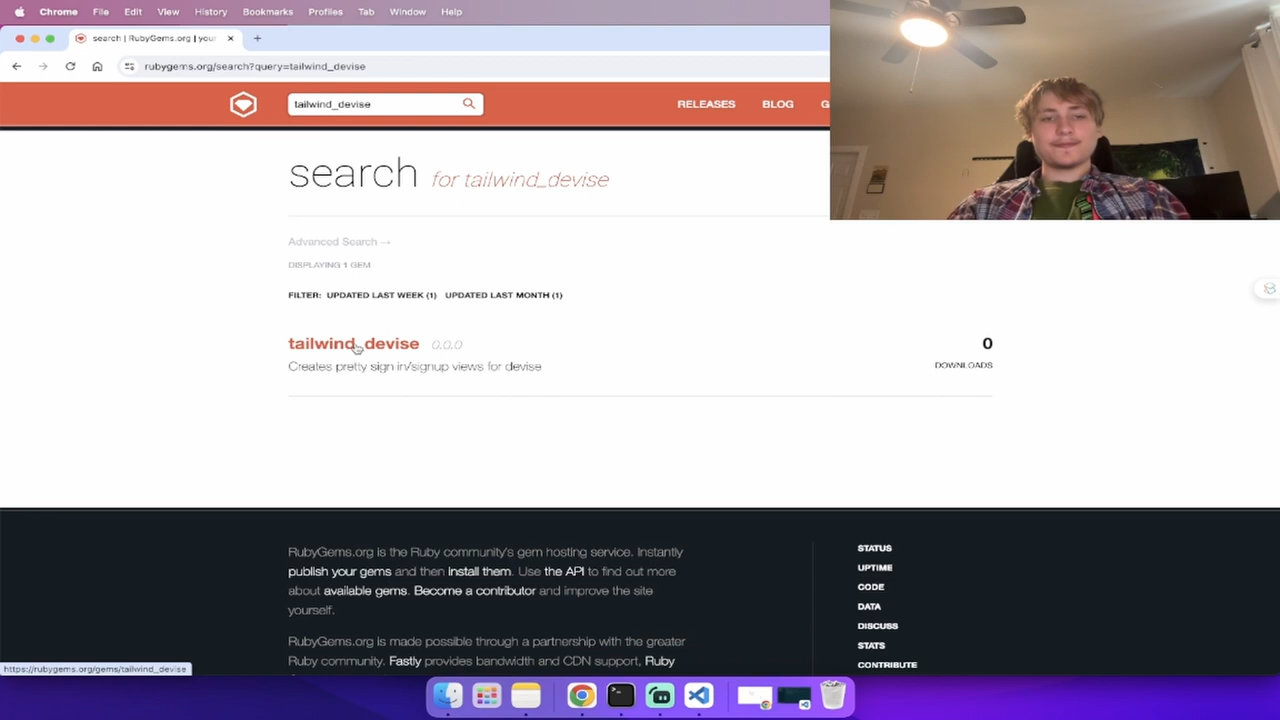 Chrome File Edit View History Bookmarks Profiles Tab Window Help
search | RubyGems.org | your
rubygems.org/search?query=tailwind_devise
tailwind_devise
RELEASES BLOG G
search for tailwind_devise
Advanced Search →
DISPLAYING 1 GEM
FILTER: UPDATED LAST WEEK (1) UPDATED LAST MONTH (1)
tailwind_devise 0.0.0
0
Creates pretty sign in/signup views for devise
DOWNLOADS
RubyGems.org is the Ruby community's gem hosting service. Instantly
publish your gems and then install them. Use the API to find out more
about available gems. Become a contributor and improve the site
yourself.
RubyGems.org is made possible through a partnership with the greater
Ruby community. Fastly provides bandwidth and CDN support, Ruby
STATUS
UPTIME
CODE
DATA
DISCUSS
STATS
CONTRIBUTE
https://rubygems.org/gems/tailwind_devise